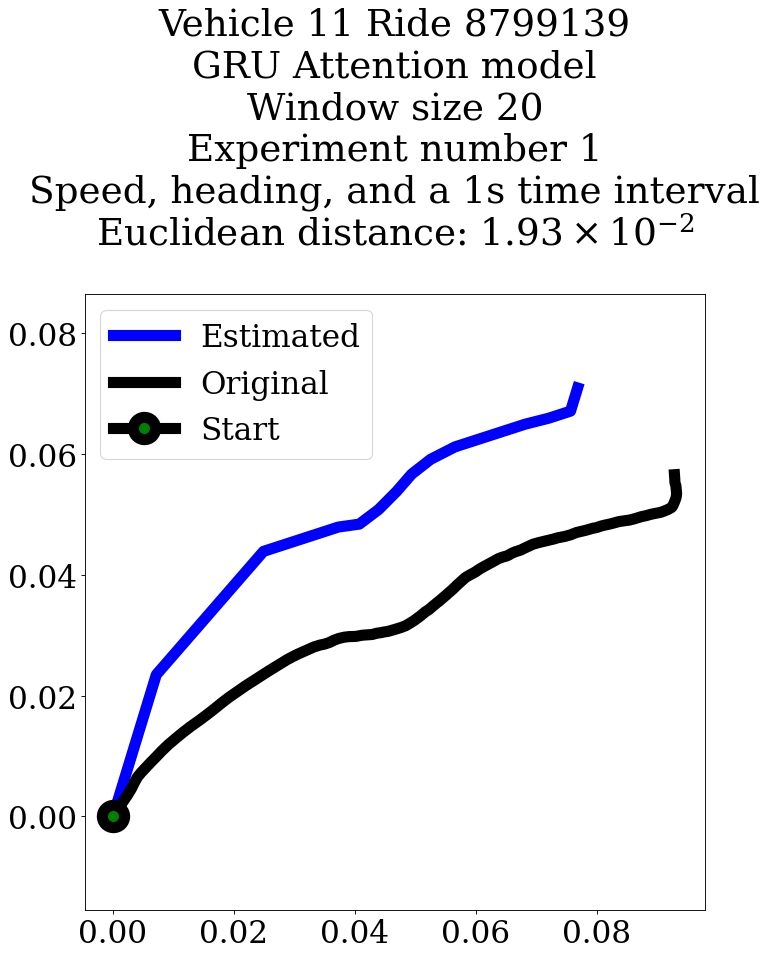 Vehicle 11 Ride 8799139
GRU Attention model
Window size 20
Experiment number 1
Speed, heading, and a 1s time interval
Euclidean distance: 1.93 × 10⁻²
Estimated
Original
Start
0.08
0.06
0.04
0.02
0.00
0.00 0.02 0.04 0.06 0.08